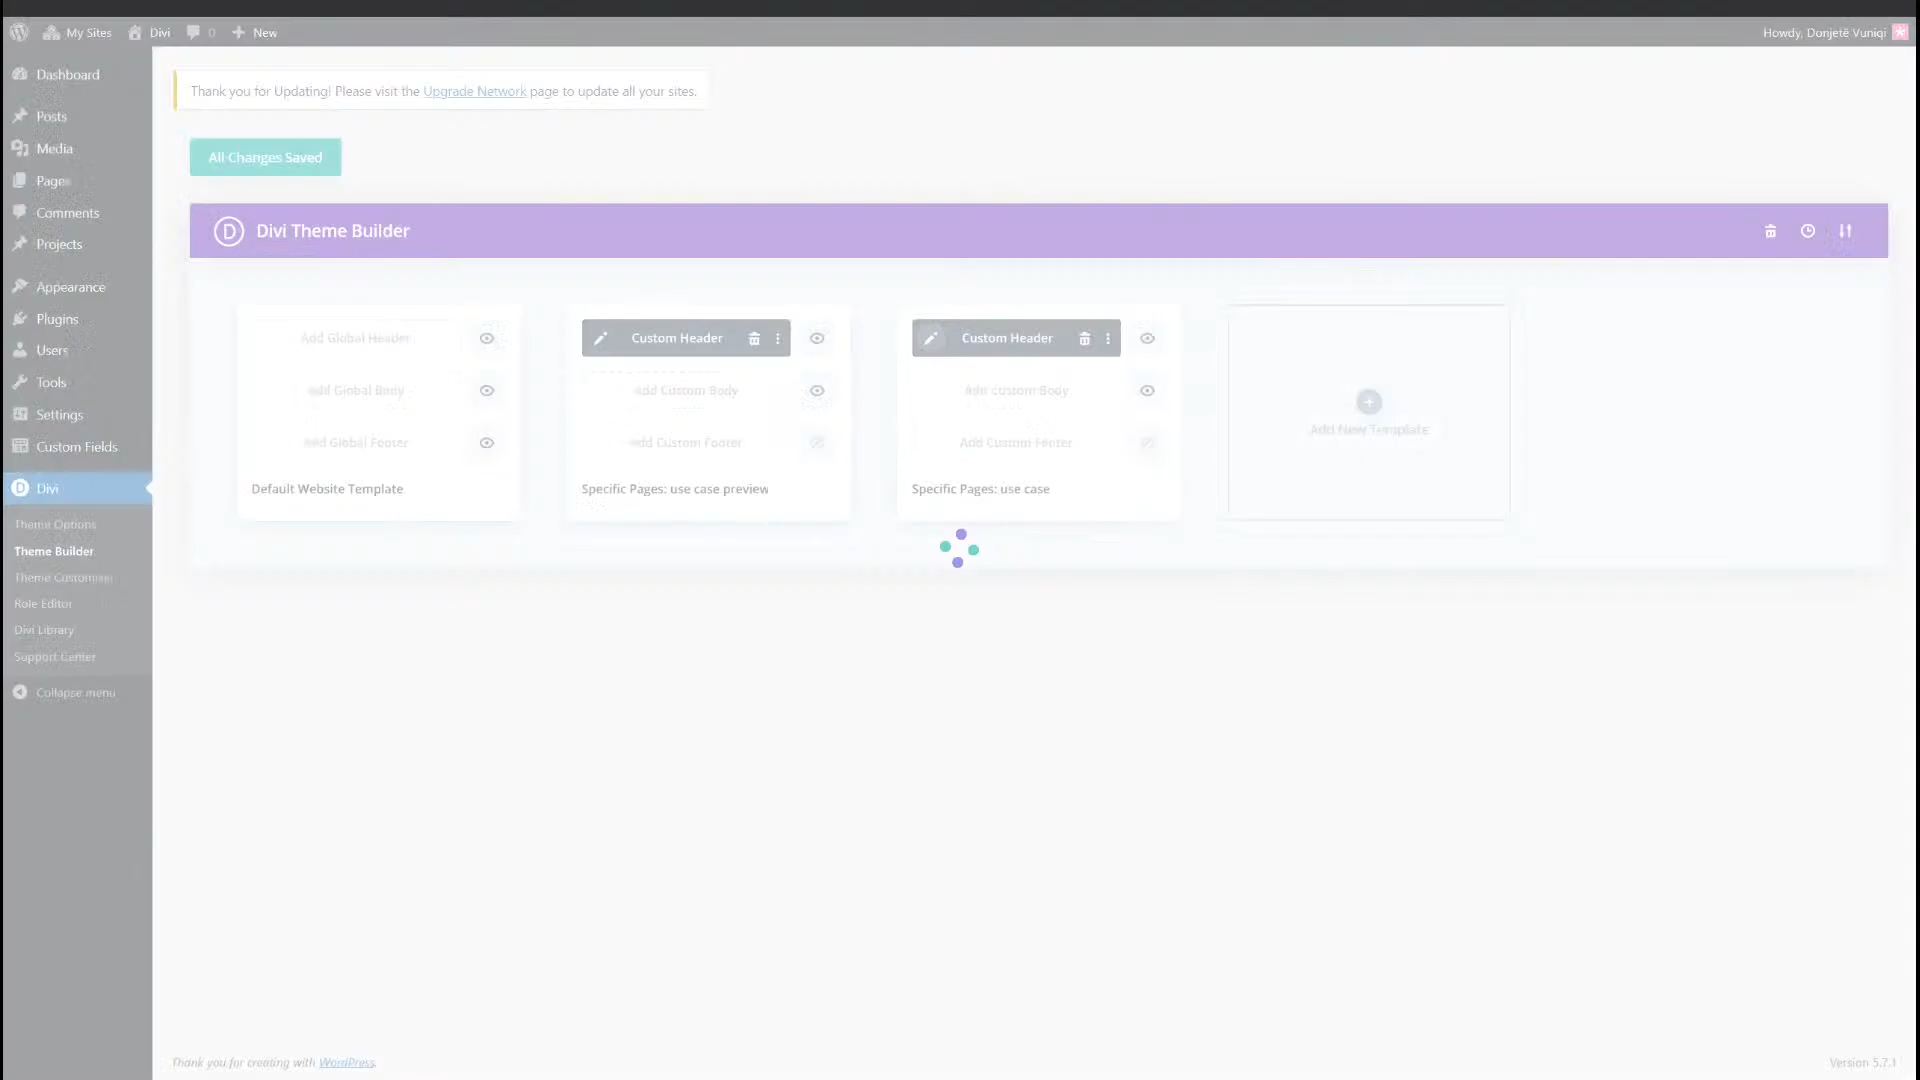 My Sites Divi 0 New Howdy, Donjetë Vuniqi
Dashboard
Posts
Media
Pages
Comments
Projects
Appearance
Plugins
Users
Tools
Settings
Custom Fields
Divi
Theme Options
Theme Builder
Theme Customizer
Role Editor
Divi Library
Support Center
Collapse menu
Thank you for Updating! Please visit the Upgrade Network page to update all your sites.
All Changes Saved
D Divi Theme Builder
Add Global Header
Add Global Body
Add Global Footer
Default Website Template
Custom Header
Add Custom Body
Add Custom Footer
Specific Pages: use case preview
Custom Header
Add Custom Body
Add Custom Footer
Specific Pages: use case
Add New Template
Thank you for creating with WordPress.
Version 5.7.1